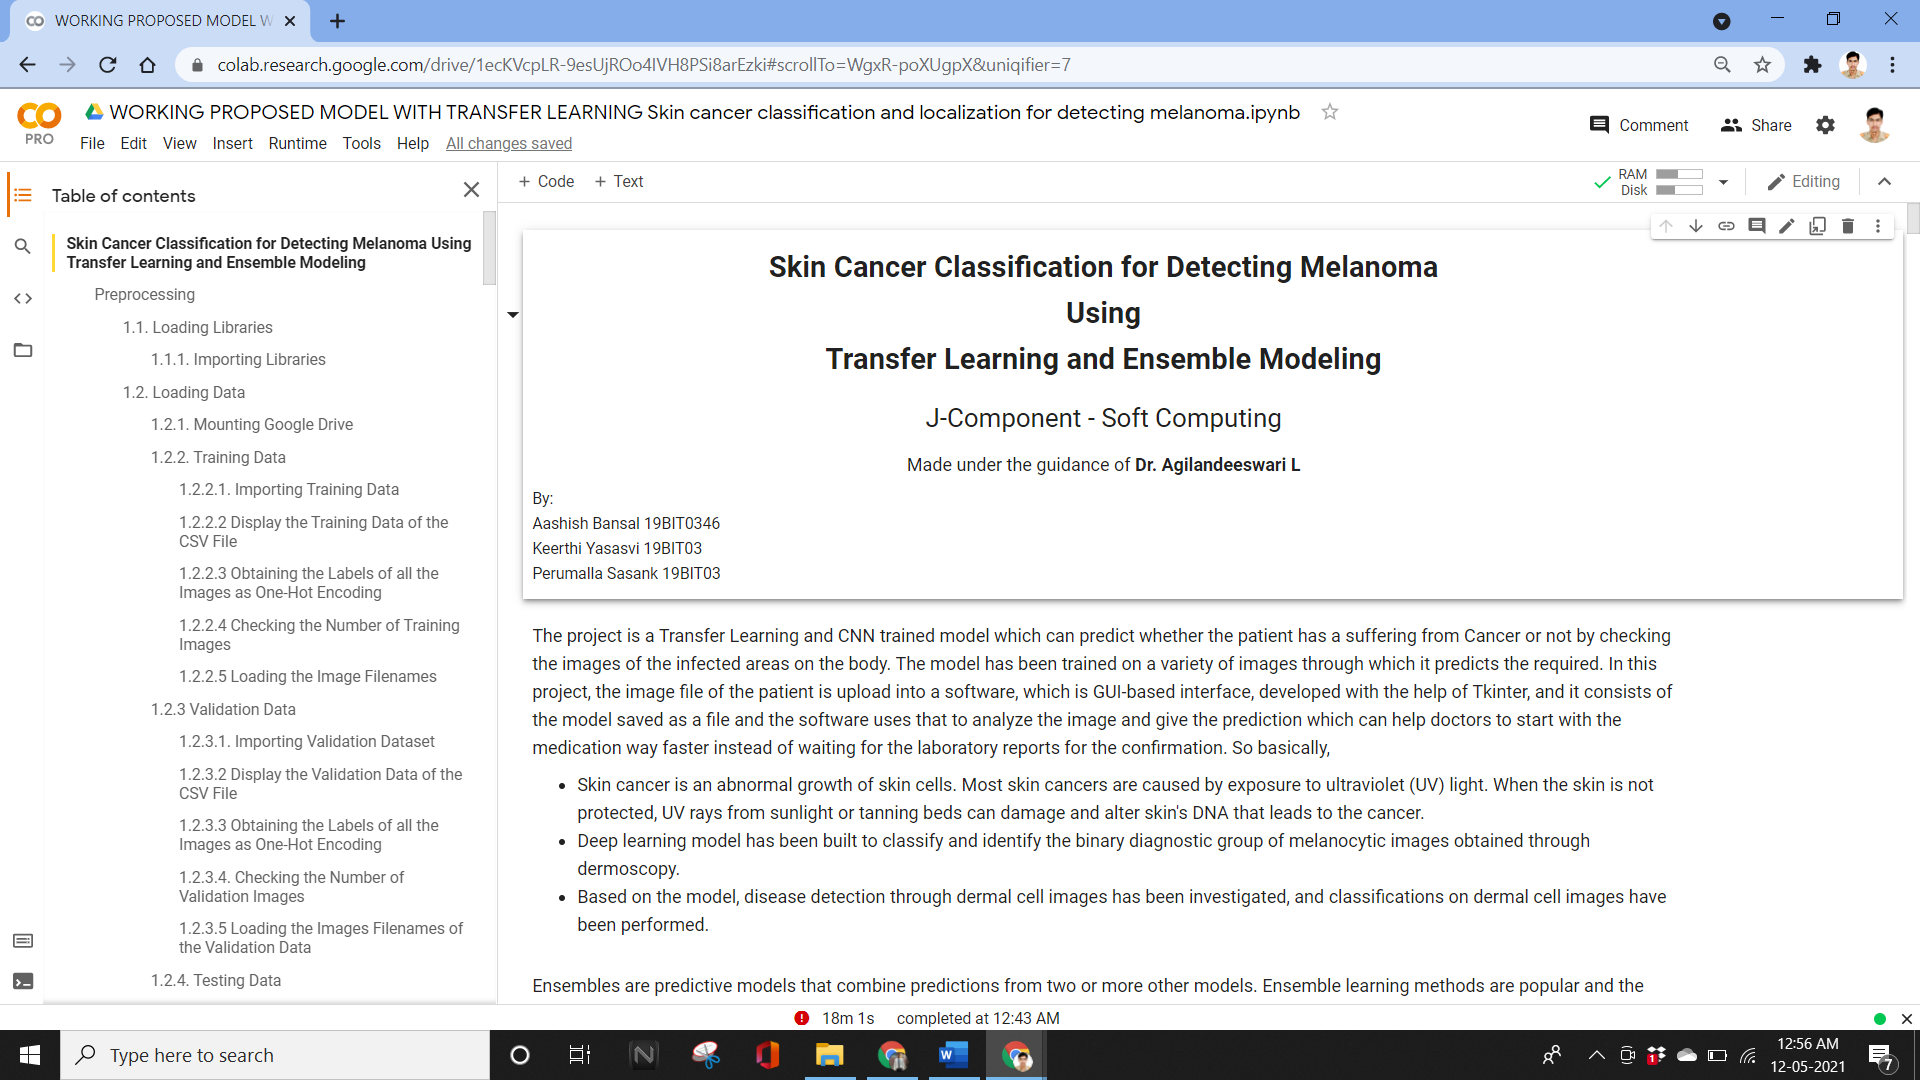 WORKING PROPOSED MODEL W
colab.research.google.com/drive/1ecKVcpLR-9esUjROo4IVH8PSi8arEzki#scrollTo=WgxR-poXUgpX&uniqifier=7
WORKING PROPOSED MODEL WITH TRANSFER LEARNING Skin cancer classification and localization for detecting melanoma.ipynb
PRO
File Edit View Insert Runtime Tools Help All changes saved
Comment Share
Table of contents
+ Code + Text
RAM
Disk
Editing
Skin Cancer Classification for Detecting Melanoma Using
Transfer Learning and Ensemble Modeling
Preprocessing
1.1. Loading Libraries
1.1.1. Importing Libraries
1.2. Loading Data
1.2.1. Mounting Google Drive
1.2.2. Training Data
1.2.2.1. Importing Training Data
1.2.2.2 Display the Training Data of the
CSV File
1.2.2.3 Obtaining the Labels of all the
Images as One-Hot Encoding
1.2.2.4 Checking the Number of Training
Images
1.2.2.5 Loading the Image Filenames
1.2.3 Validation Data
1.2.3.1. Importing Validation Dataset
1.2.3.2 Display the Validation Data of the
CSV File
1.2.3.3 Obtaining the Labels of all the
Images as One-Hot Encoding
1.2.3.4. Checking the Number of
Validation Images
1.2.3.5 Loading the Images Filenames of
the Validation Data
1.2.4. Testing Data
Skin Cancer Classification for Detecting Melanoma
Using
Transfer Learning and Ensemble Modeling
J-Component - Soft Computing
Made under the guidance of Dr. Agilandeeswari L
By:
Aashish Bansal 19BIT0346
Keerthi Yasasvi 19BIT03
Perumalla Sasank 19BIT03
The project is a Transfer Learning and CNN trained model which can predict whether the patient has a suffering from Cancer or not by checking
the images of the infected areas on the body. The model has been trained on a variety of images through which it predicts the required. In this
project, the image file of the patient is upload into a software, which is GUI-based interface, developed with the help of Tkinter, and it consists of
the model saved as a file and the software uses that to analyze the image and give the prediction which can help doctors to start with the
medication way faster instead of waiting for the laboratory reports for the confirmation. So basically,
• Skin cancer is an abnormal growth of skin cells. Most skin cancers are caused by exposure to ultraviolet (UV) light. When the skin is not
protected, UV rays from sunlight or tanning beds can damage and alter skin's DNA that leads to the cancer.
• Deep learning model has been built to classify and identify the binary diagnostic group of melanocytic images obtained through
dermoscopy.
• Based on the model, disease detection through dermal cell images has been investigated, and classifications on dermal cell images have
been performed.
Ensembles are predictive models that combine predictions from two or more other models. Ensemble learning methods are popular and the
18m 1s completed at 12:43 AM
Type here to search
12:56 AM
12-05-2021
7